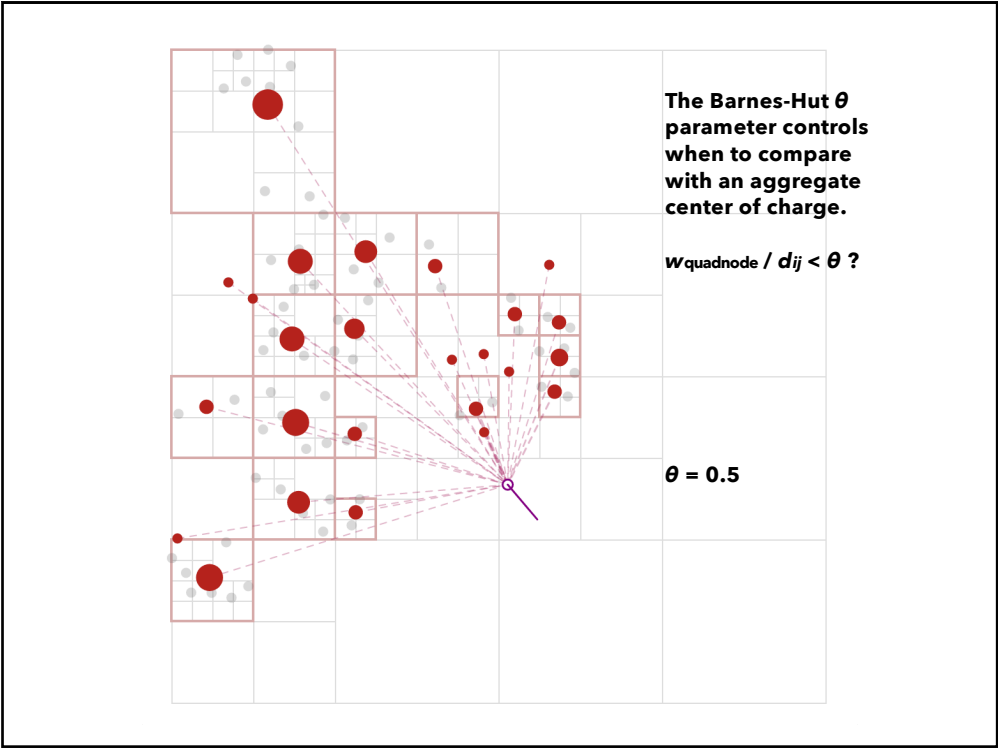 The Barnes-Hut θ
parameter controls
when to compare
with an aggregate
center of charge.
wquadnode / dij < θ ?
θ = 0.5